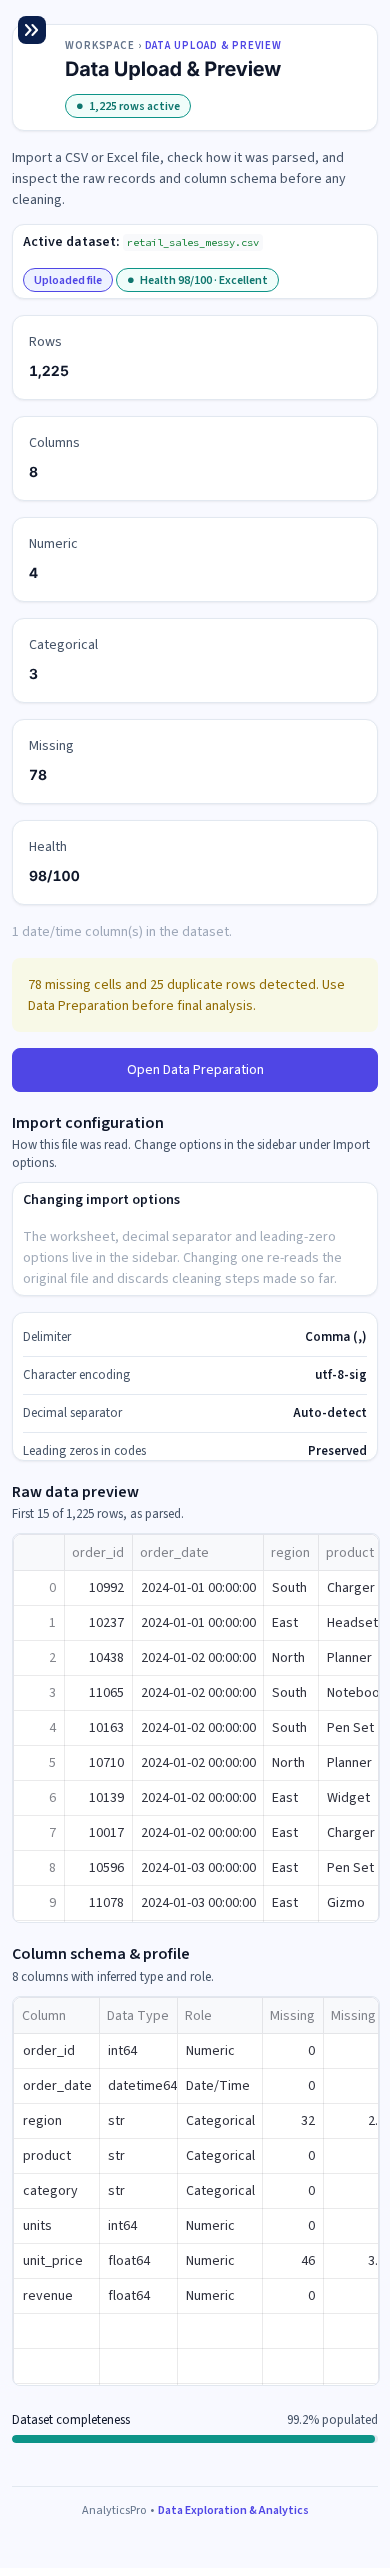 WORKSPACE › DATA UPLOAD & PREVIEW
Data Upload & Preview
1,225 rows active
Import a CSV or Excel file, check how it was parsed, and
inspect the raw records and column schema before any
cleaning.
Active dataset: retail_sales_messy.csv
Uploaded file Health 98/100 · Excellent
Rows
1,225
Columns
8
Numeric
4
Categorical
3
Missing
78
Health
98/100
1 date/time column(s) in the dataset.
78 missing cells and 25 duplicate rows detected. Use
Data Preparation before final analysis.
Open Data Preparation
Import configuration
How this file was read. Change options in the sidebar under Import
options.
Changing import options
The worksheet, decimal separator and leading-zero
options live in the sidebar. Changing one re-reads the
original file and discards cleaning steps made so far.
Delimiter Comma (,)
Character encoding utf-8-sig
Decimal separator Auto-detect
Leading zeros in codes Preserved
Raw data preview
First 15 of 1,225 rows, as parsed.
order_id order_date region product
0 10992 2024-01-01 00:00:00 South Charger
1 10237 2024-01-01 00:00:00 East Headset
2 10438 2024-01-02 00:00:00 North Planner
3 11065 2024-01-02 00:00:00 South Noteboo
4 10163 2024-01-02 00:00:00 South Pen Set
5 10710 2024-01-02 00:00:00 North Planner
6 10139 2024-01-02 00:00:00 East Widget
7 10017 2024-01-02 00:00:00 East Charger
8 10596 2024-01-03 00:00:00 East Pen Set
9 11078 2024-01-03 00:00:00 East Gizmo
Column schema & profile
8 columns with inferred type and role.
Column Data Type Role Missing Missing
order_id int64 Numeric 0
order_date datetime64 Date/Time 0
region str Categorical 32 2.
product str Categorical 0
category str Categorical 0
units int64 Numeric 0
unit_price float64 Numeric 46 3.
revenue float64 Numeric 0
Dataset completeness 99.2% populated
AnalyticsPro • Data Exploration & Analytics